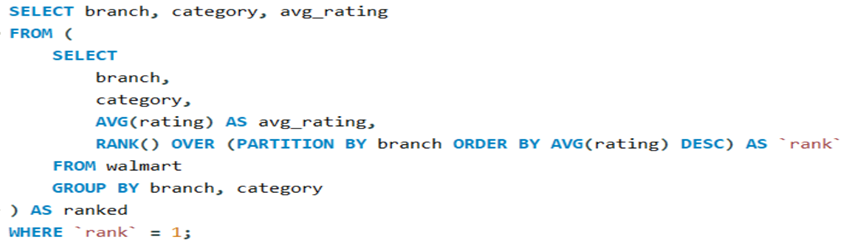 SELECT branch, category, avg_rating
FROM (
    SELECT
        branch,
        category,
        AVG(rating) AS avg_rating,
        RANK() OVER (PARTITION BY branch ORDER BY AVG(rating) DESC) AS `rank`
    FROM walmart
    GROUP BY branch, category
) AS ranked
WHERE `rank` = 1;